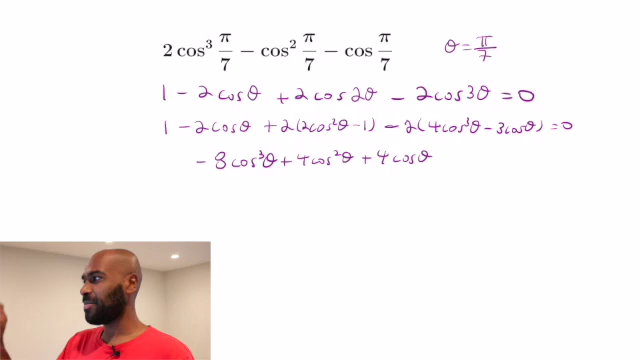 2 cos³ π/7 − cos² π/7 − cos π/7 θ = π/7
1 − 2cosθ + 2cos2θ − 2cos3θ = 0
1 − 2cosθ + 2(2cos²θ − 1) − 2(4cos³θ − 3cosθ) = 0
− 8cos³θ + 4cos²θ + 4cosθ